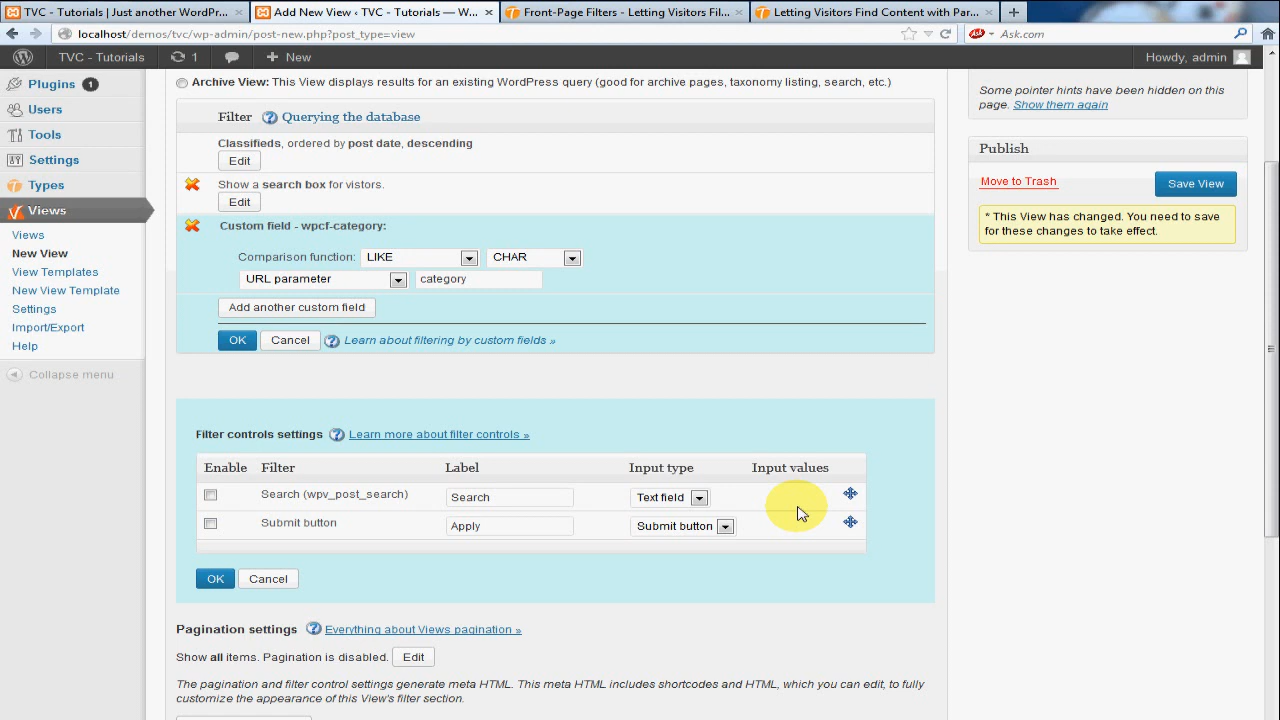 TVC - Tutorials | Just another WordPr...
Add New View ‹ TVC - Tutorials — W...
Front-Page Filters - Letting Visitors Fil...
Letting Visitors Find Content with Par...
localhost/demos/tvc/wp-admin/post-new.php?post_type=view
Ask.com
TVC - Tutorials 1 New
Howdy, admin
Plugins 1
Users
Tools
Settings
Types
Views
Views
New View
View Templates
New View Template
Settings
Import/Export
Help
Collapse menu
Archive View: This View displays results for an existing WordPress query (good for archive pages, taxonomy listing, search, etc.)
Filter Querying the database
Classifieds, ordered by post date, descending
Edit
Show a search box for vistors.
Edit
Custom field - wpcf-category:
Comparison function: LIKE CHAR
URL parameter category
Add another custom field
OK Cancel Learn about filtering by custom fields »
Filter controls settings Learn more about filter controls »
Enable Filter Label Input type Input values
Search (wpv_post_search) Search Text field
Submit button Apply Submit button
OK Cancel
Pagination settings Everything about Views pagination »
Show all items. Pagination is disabled. Edit
The pagination and filter control settings generate meta HTML. This meta HTML includes shortcodes and HTML, which you can edit, to fully
customize the appearance of this View's filter section.
Some pointer hints have been hidden on this
page. Show them again
Publish
Move to Trash Save View
* This View has changed. You need to save
for these changes to take effect.